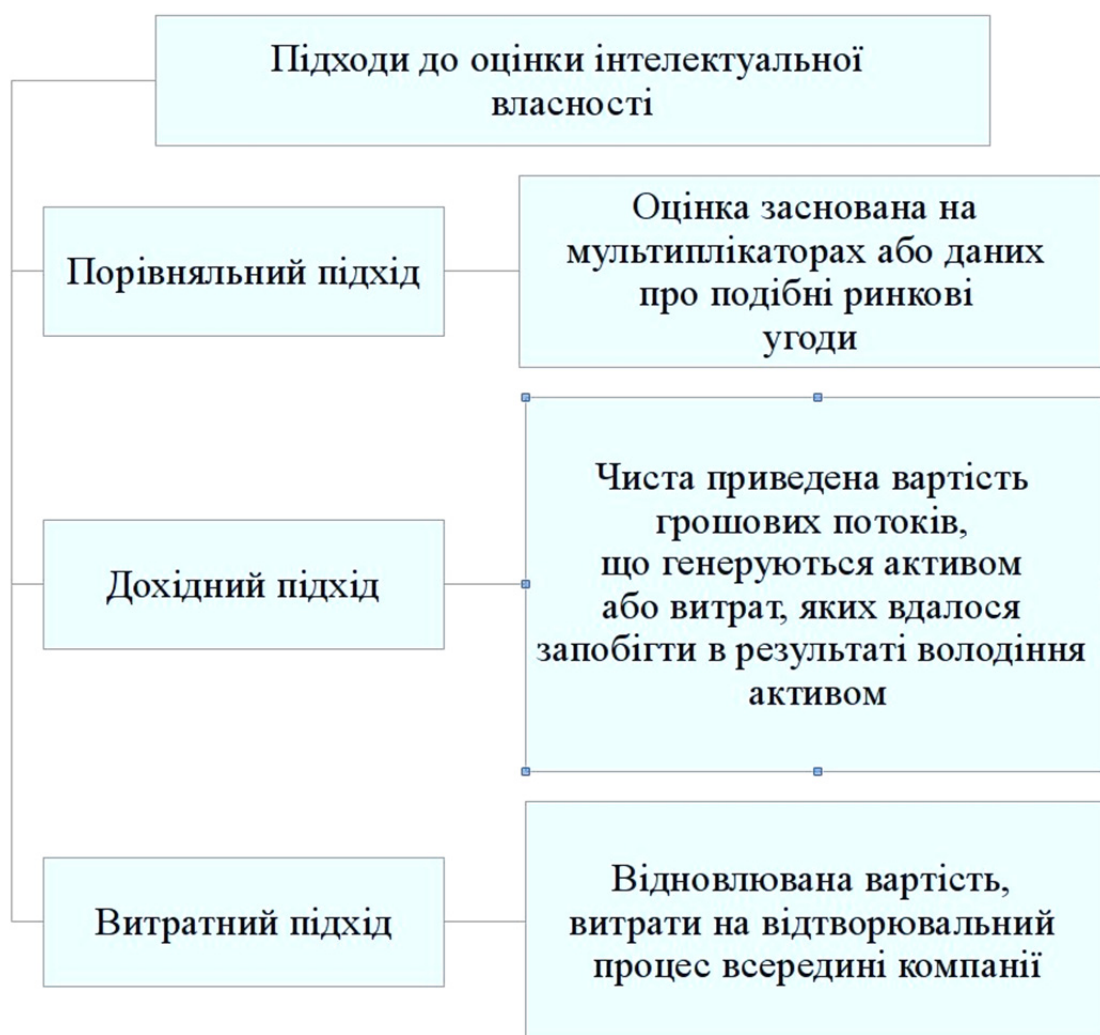 Підходи до оцінки інтелектуальної
власності
Порівняльний підхід
Оцінка заснована на
мультиплікаторах або даних
про подібні ринкові
угоди
Дохідний підхід
Чиста приведена вартість
грошових потоків,
що генеруються активом
або витрат, яких вдалося
запобігти в результаті володіння
активом
Витратний підхід
Відновлювана вартість,
витрати на відтворювальний
процес всередині компанії